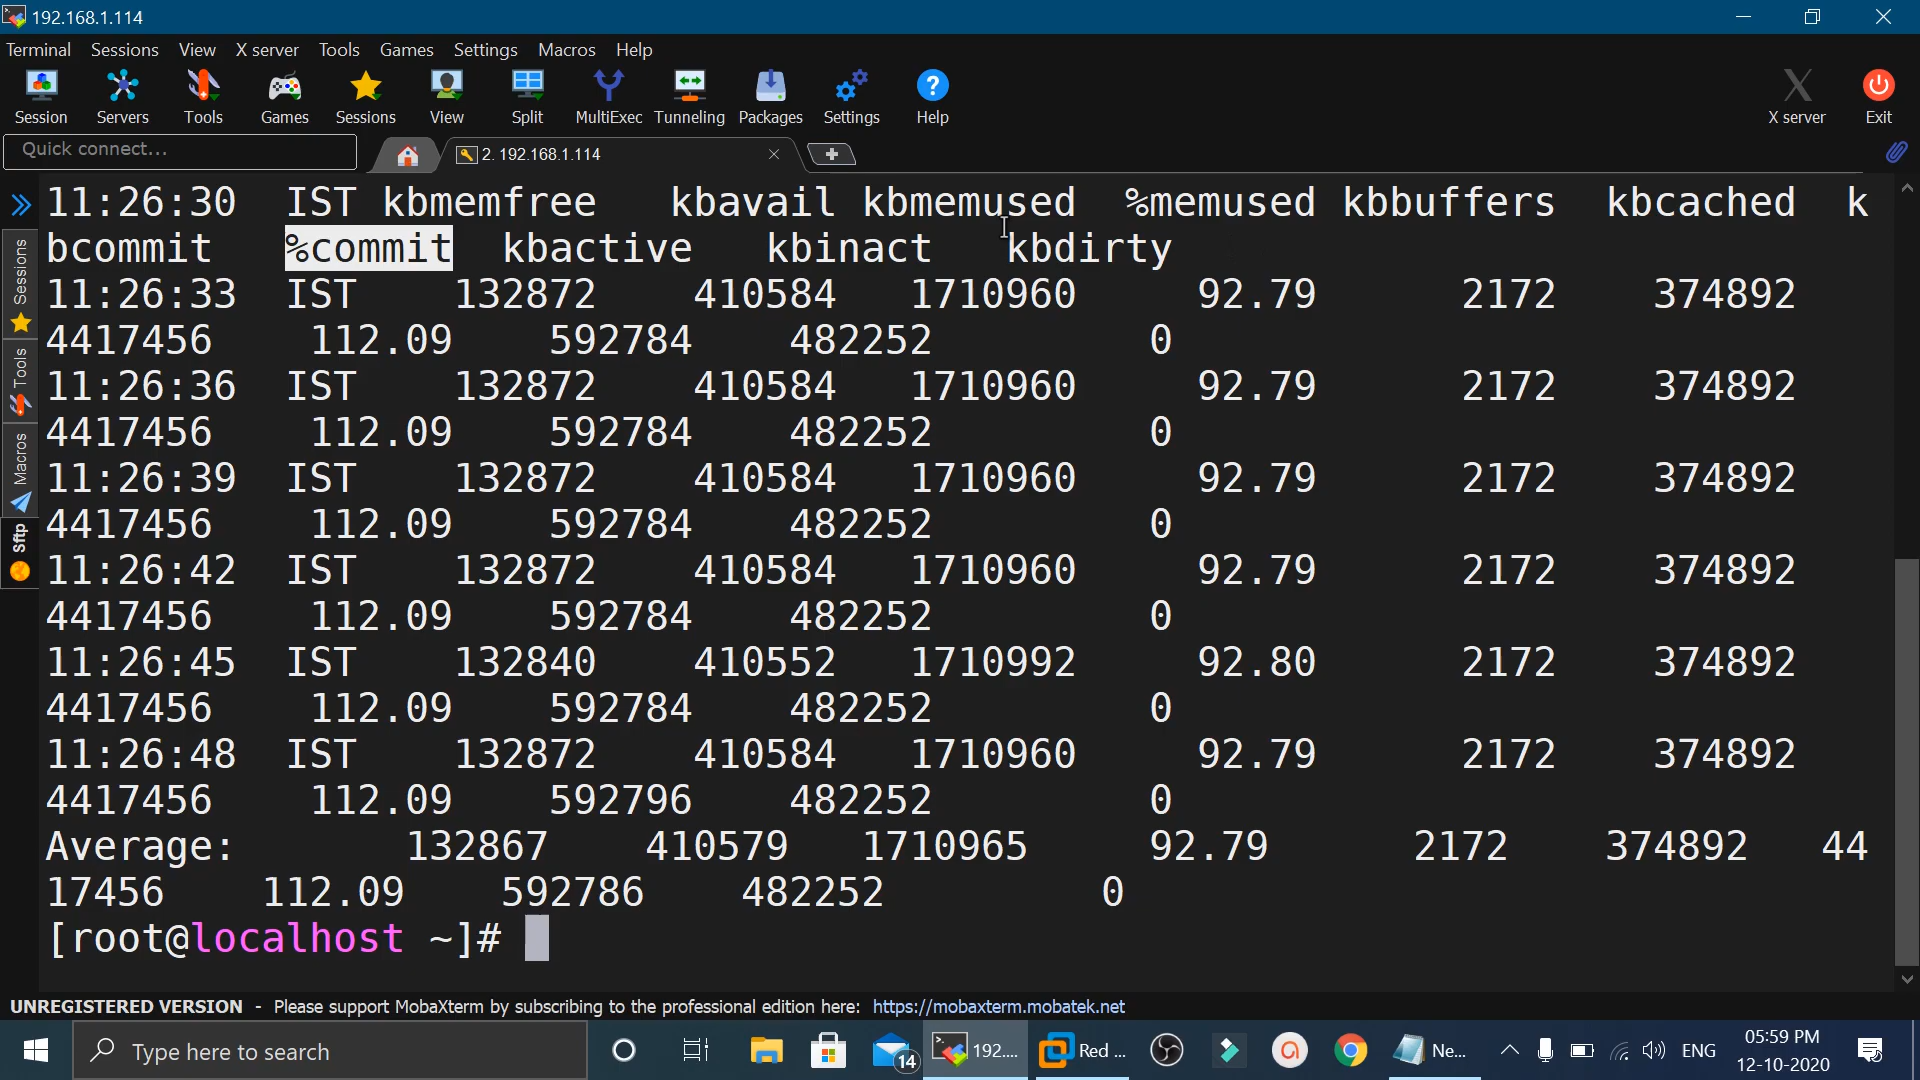 192.168.1.114
Terminal Sessions View X server Tools Games Settings Macros Help
Session Servers Tools Games Sessions View Split MultiExec Tunneling Packages Settings Help X server Exit
Quick connect...
2. 192.168.1.114
11:26:30 IST kbmemfree kbavail kbmemused %memused kbbuffers kbcached k
bcommit %commit kbactive kbinact kbdirty
11:26:33 IST 132872 410584 1710960 92.79 2172 374892
4417456 112.09 592784 482252 0
11:26:36 IST 132872 410584 1710960 92.79 2172 374892
4417456 112.09 592784 482252 0
11:26:39 IST 132872 410584 1710960 92.79 2172 374892
4417456 112.09 592784 482252 0
11:26:42 IST 132872 410584 1710960 92.79 2172 374892
4417456 112.09 592784 482252 0
11:26:45 IST 132840 410552 1710992 92.80 2172 374892
4417456 112.09 592784 482252 0
11:26:48 IST 132872 410584 1710960 92.79 2172 374892
4417456 112.09 592796 482252 0
Average: 132867 410579 1710965 92.79 2172 374892 44
17456 112.09 592786 482252 0
[root@localhost ~]#
Sessions
Tools
Macros
Sftp
UNREGISTERED VERSION - Please support MobaXterm by subscribing to the professional edition here: https://mobaxterm.mobatek.net
Type here to search
14
192....
Red ...
Ne...
ENG
05:59 PM
12-10-2020